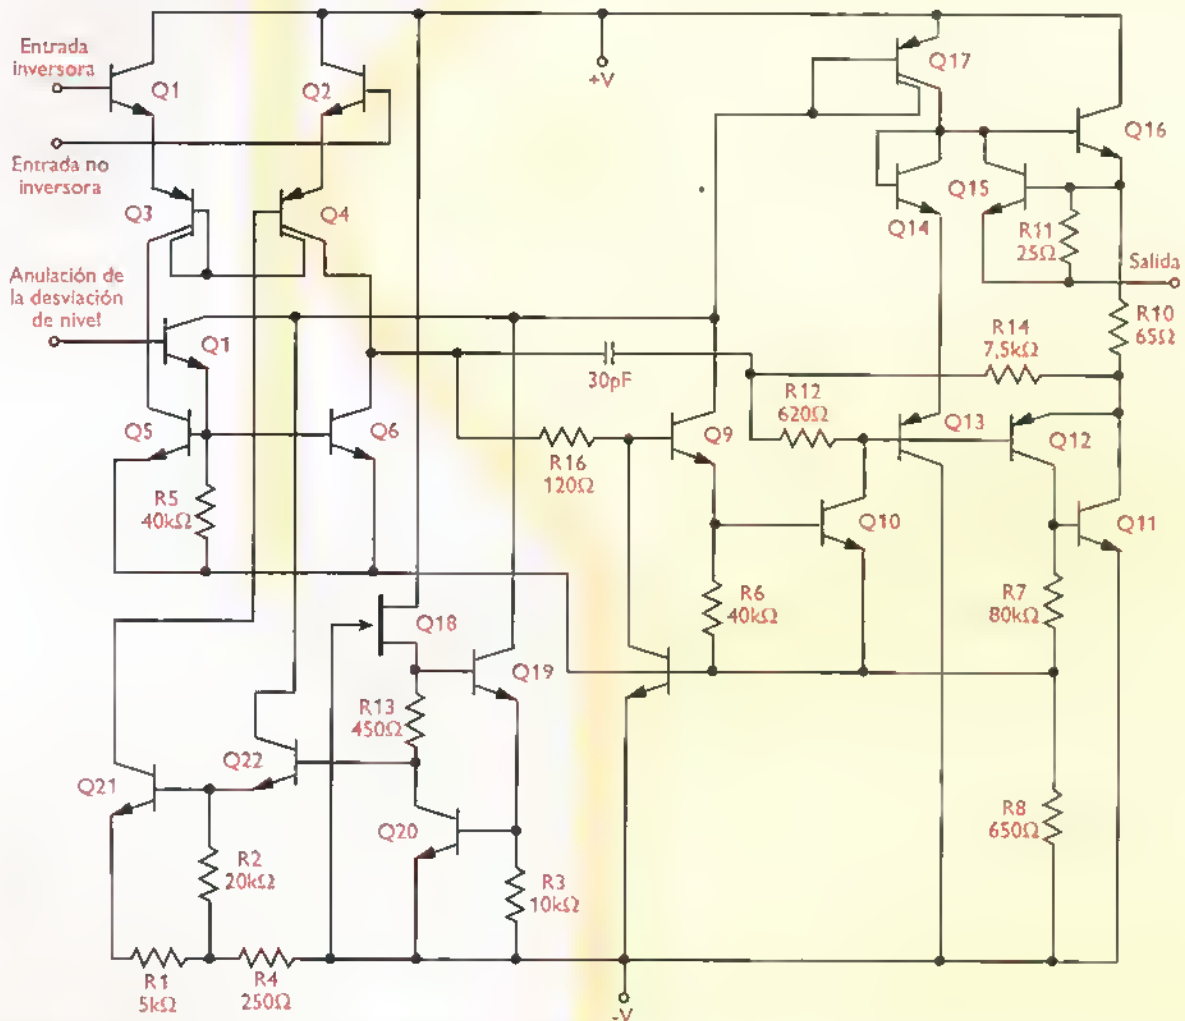 Entrada
inversora
Q1
Q2
+V
Q17
Q16
Entrada no
inversora
Q3
Q4
Q15
Q14
R11
25Ω
Salida
Anulación de
la desviación
de nivel
Q1
R10
65Ω
R14
7,5kΩ
30pF
R12
620Ω
Q5
Q6
Q9
Q13
Q12
R16
120Ω
R5
40kΩ
Q10
Q11
R6
40kΩ
R7
80kΩ
Q18
Q19
R13
450Ω
Q22
Q21
Q20
R8
650Ω
R2
20kΩ
R3
10kΩ
R1
5kΩ
R4
250Ω
-V